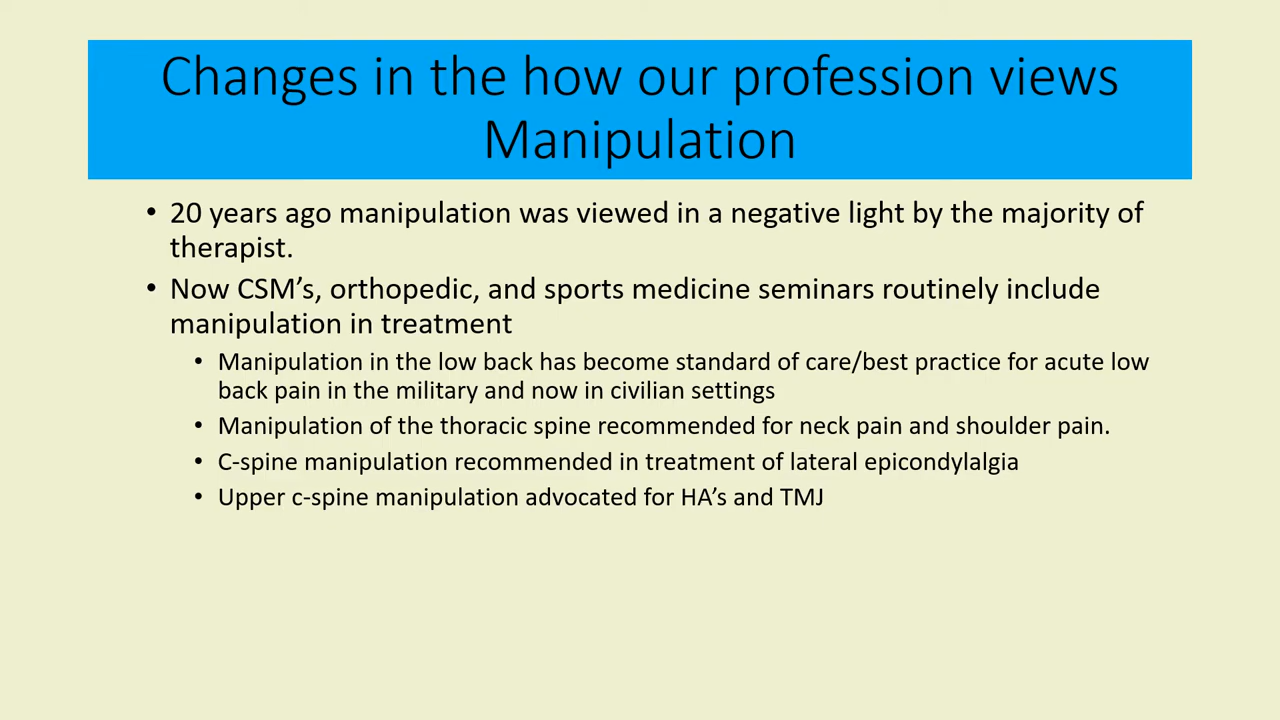 Changes in the how our profession views
Manipulation
• 20 years ago manipulation was viewed in a negative light by the majority of
therapist.
• Now CSM’s, orthopedic, and sports medicine seminars routinely include
manipulation in treatment
• Manipulation in the low back has become standard of care/best practice for acute low
back pain in the military and now in civilian settings
• Manipulation of the thoracic spine recommended for neck pain and shoulder pain.
• C-spine manipulation recommended in treatment of lateral epicondylalgia
• Upper c-spine manipulation advocated for HA’s and TMJ